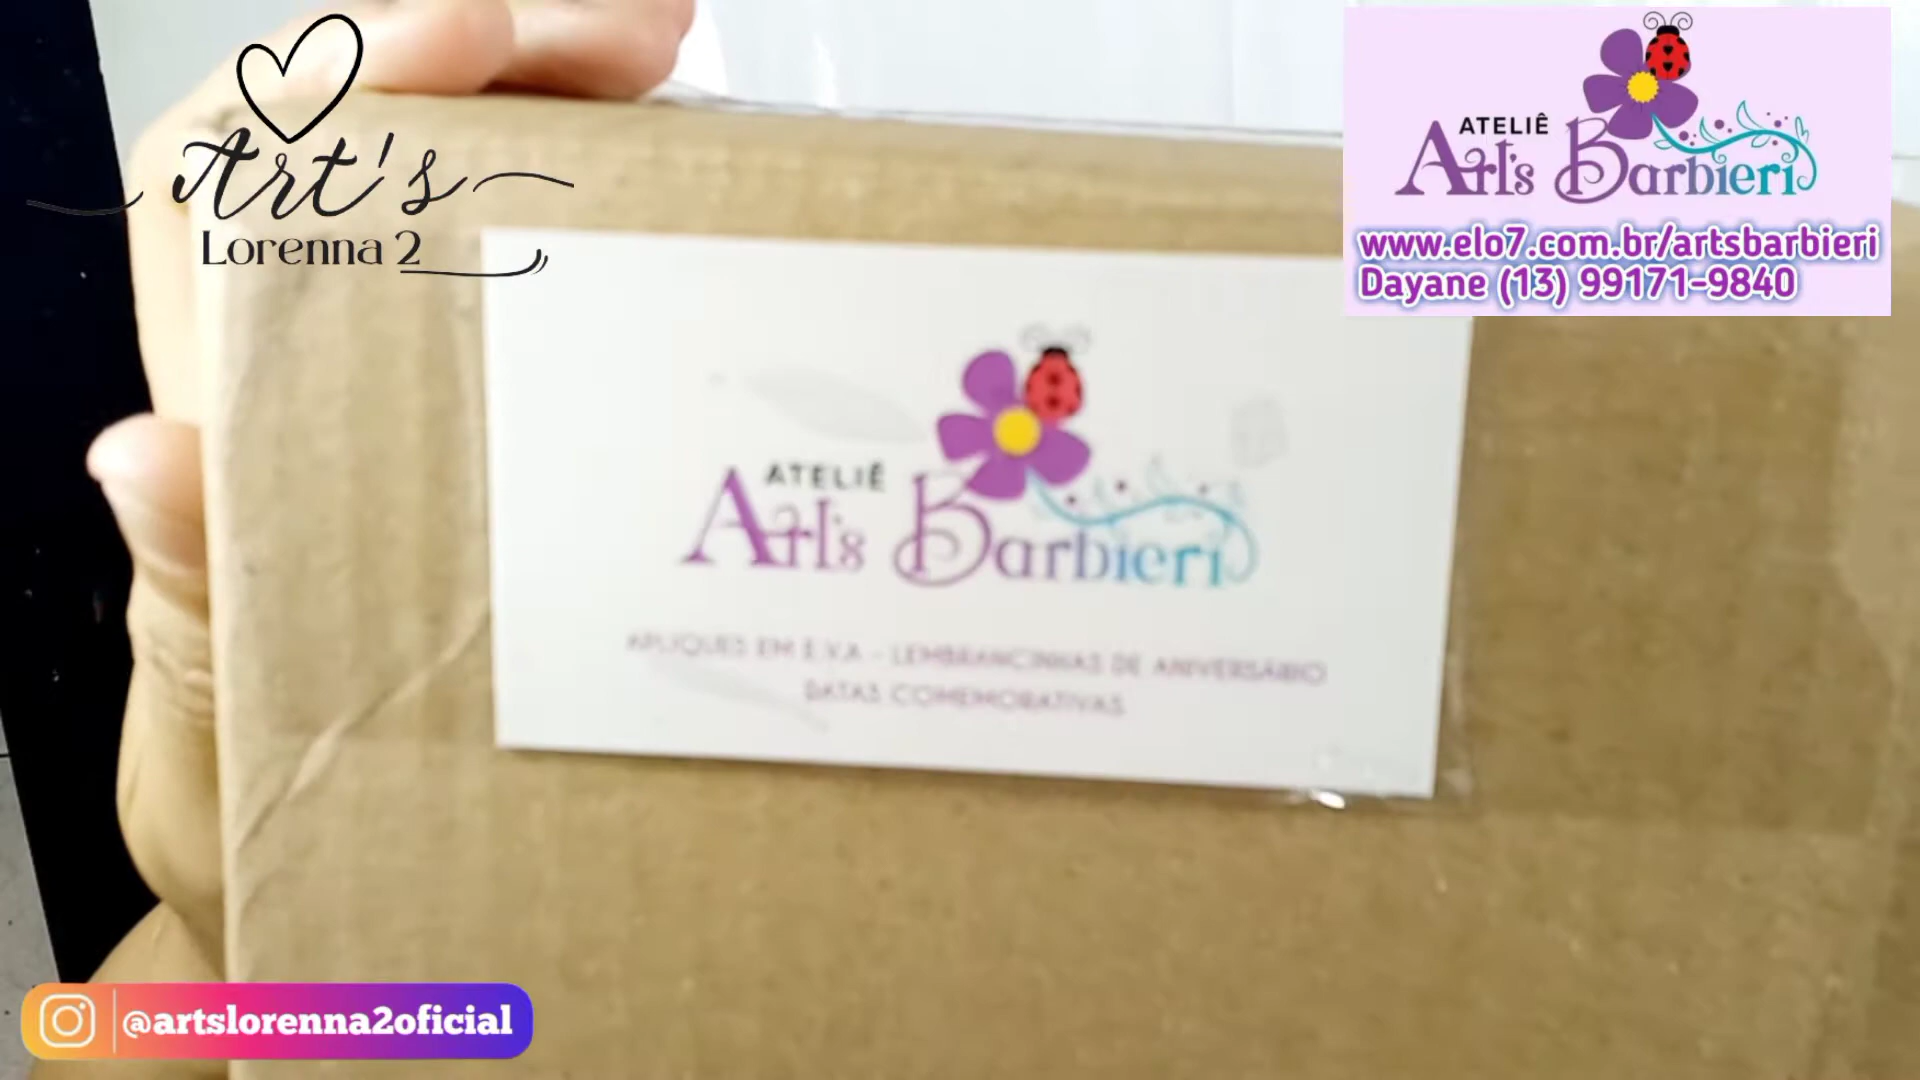 Art's
Lorenna 2
ATELIÊ
Art's Barbieri
www.elo7.com.br/artsbarbieri
Dayane (13) 99171-9840
ATELIÊ
Art's Barbieri
APLIQUES EM E.V.A - LEMBRANCINHAS DE ANIVERSÁRIO
DATAS COMEMORATIVAS
@artslorenna2oficial